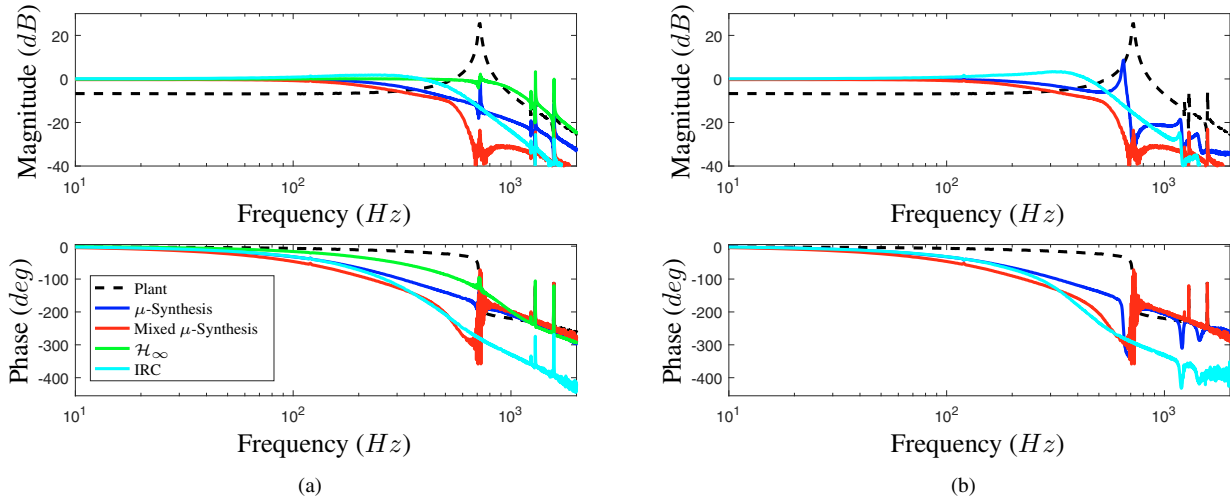 Magnitude (dB)
20
0
-20
-40
10^1
10^2
10^3
Frequency (Hz)
Phase (deg)
0
-100
-200
-300
-400
Plant
μ-Synthesis
Mixed μ-Synthesis
ℋ∞
IRC
10^1
10^2
10^3
Frequency (Hz)
(a)
Magnitude (dB)
20
0
-20
-40
10^1
10^2
10^3
Frequency (Hz)
Phase (deg)
0
-100
-200
-300
-400
10^1
10^2
10^3
Frequency (Hz)
(b)